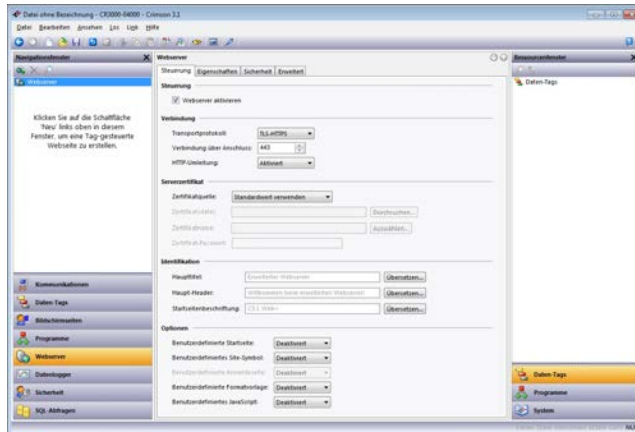 Datei ohne Bezeichnung - CR3000-04000 - Crimson 3.1
Datei Bearbeiten Ansehen Los Link Hilfe
Navigationsfenster
Webserver
Klicken Sie auf die Schaltfläche
'Neu' links oben in diesem
Fenster, um eine Tag-gesteuerte
Webseite zu erstellen.
Kommunikationen
Daten-Tags
Bildschirmseiten
Programme
Webserver
Datenlogger
Sicherheit
SQL-Abfragen
Webserver
Steuerung Eigenschaften Sicherheit Erweitert
Steuerung
Webserver aktivieren
Verbindung
Transportprotokoll: TLS-HTTPS
Verbindung über Anschluss: 443
HTTP-Umleitung: Aktiviert
Serverzertifikat
Zertifikatquelle: Standardwert verwenden
Zertifikatdatei: Durchsuchen...
Zertifikatname: Auswählen...
Zertifikat-Passwort:
Identifikation
Haupttitel: Erweiterter Webserver Übersetzen...
Haupt-Header: Willkommen beim erweiterten Webserver Übersetzen...
Startseitenbeschriftung: C3.1 Web+ Übersetzen...
Optionen
Benutzerdefinierte Startseite: Deaktiviert
Benutzerdefiniertes Site-Symbol: Deaktiviert
Benutzerdefinierte Deaktiviert
Benutzerdefinierte Formatvorlage: Deaktiviert
Benutzerdefiniertes JavaScript: Deaktiviert
Ressourcenfenster
Daten-Tags
Daten-Tags
Programme
System